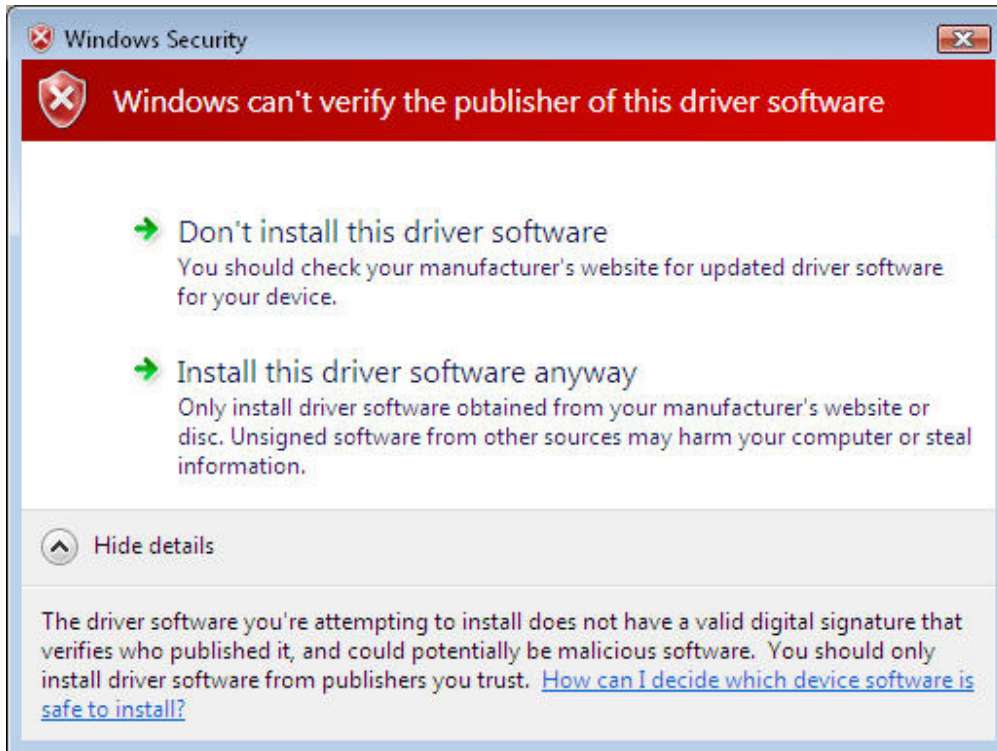 Windows Security
Windows can't verify the publisher of this driver software
Don't install this driver software
You should check your manufacturer's website for updated driver software
for your device.
Install this driver software anyway
Only install driver software obtained from your manufacturer's website or
disc. Unsigned software from other sources may harm your computer or steal
information.
Hide details
The driver software you're attempting to install does not have a valid digital signature that
verifies who published it, and could potentially be malicious software. You should only
install driver software from publishers you trust. How can I decide which device software is
safe to install?